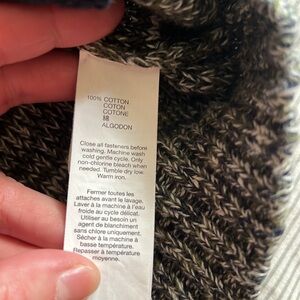 100% COTTON
COTON
COTONE
棉
ALGODON
Close all fasteners before
washing. Machine wash
cold gentle cycle. Only
non-chlorine bleach when
needed. Tumble dry low.
Warm iron.
Fermer toutes les
attaches avant le lavage.
Laver à la machine à l'eau
froide au cycle délicat.
Utiliser au besoin un
agent de blanchiment
sans chlore uniquement.
Sécher à la machine à
basse température.
Repasser à température
moyenne.